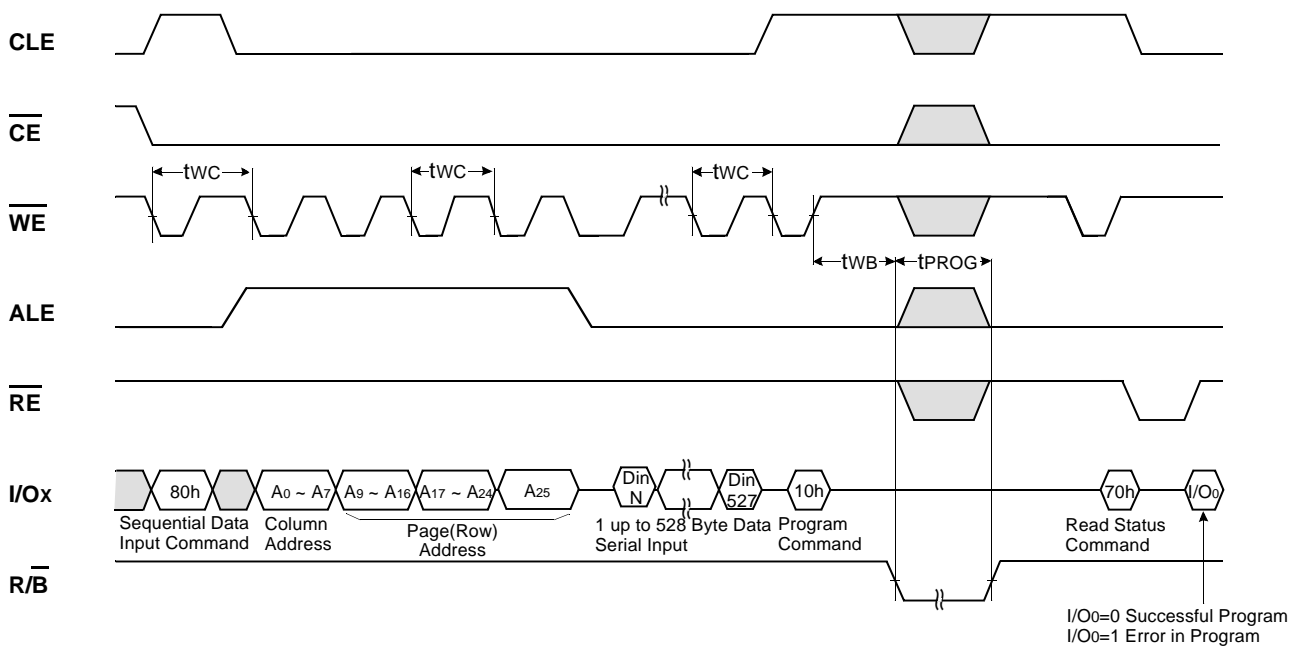 CLE
CE
tWC
tWC
tWC
WE
tWB
tPROG
ALE
RE
I/Ox
80h
A0 ~ A7
A9 ~ A16
A17 ~ A24
A25
Din
N
Din
527
10h
70h
I/O0
Sequential Data
Input Command
Column
Address
Page(Row)
Address
1 up to 528 Byte Data
Serial Input
Program
Command
Read Status
Command
R/B
I/O0=0 Successful Program
I/O0=1 Error in Program